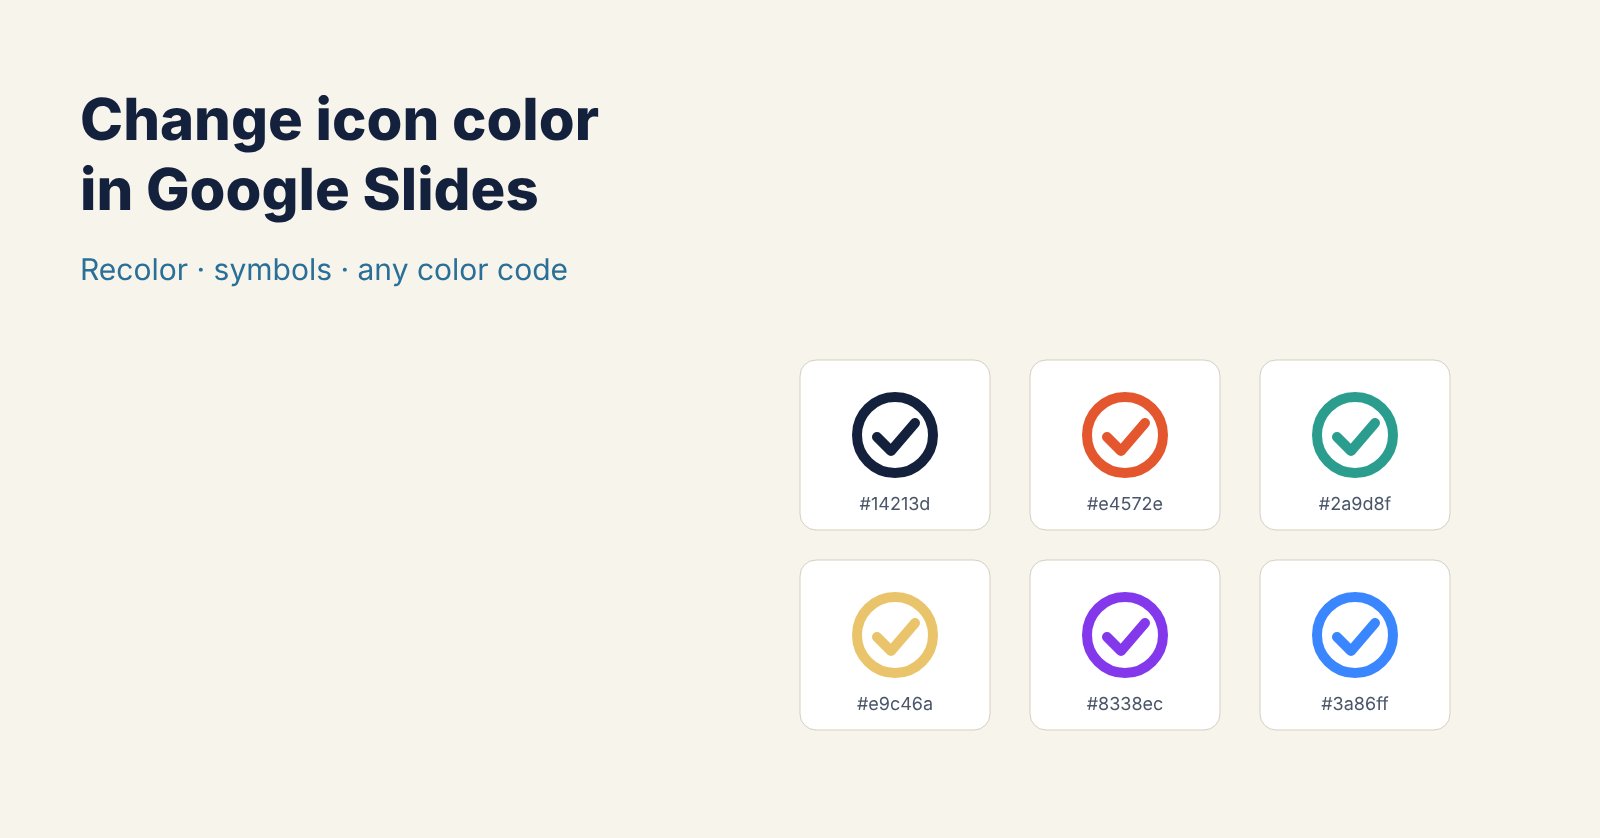 Change icon color
in Google Slides
Recolor · symbols · any color code
#14213d
#e4572e
#2a9d8f
#e9c46a
#8338ec
#3a86ff